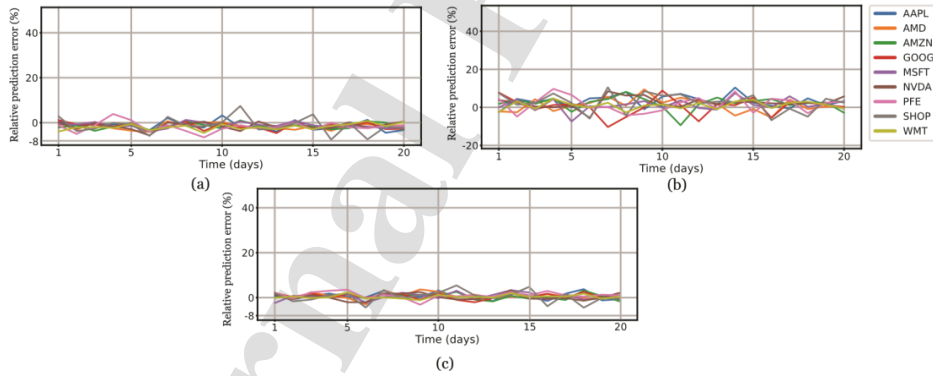 Relative prediction error (%)
40
20
0
-8
1
5
10
15
20
Time (days)
(a)
Relative prediction error (%)
40
20
0
-20
1
5
10
15
20
Time (days)
(b)
AAPL
AMD
AMZN
GOOG
MSFT
NVDA
PFE
SHOP
WMT
Relative prediction error (%)
40
20
0
-8
1
5
10
15
20
Time (days)
(c)